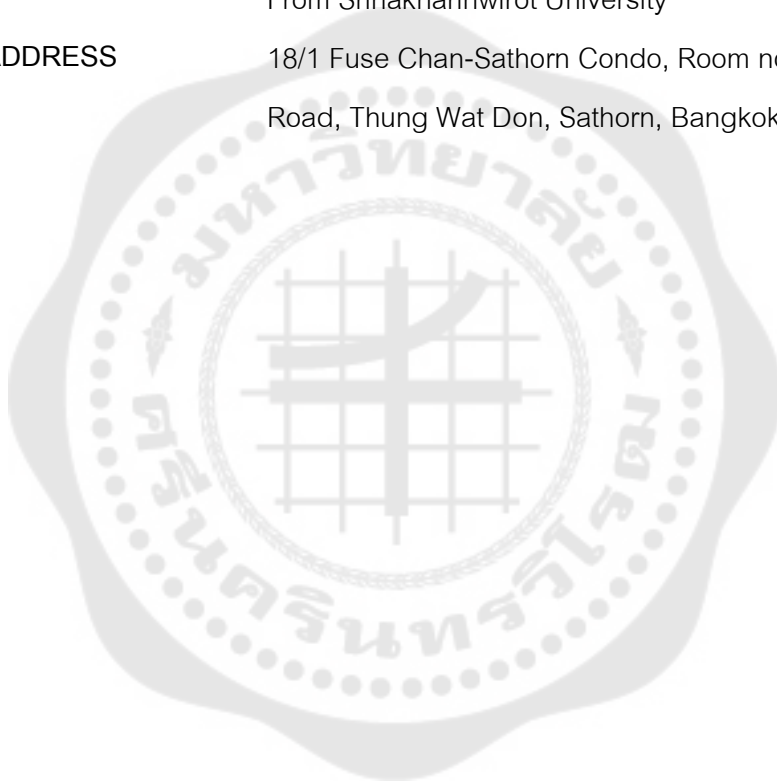 From Srinakharinwirot University
ADDRESS 18/1 Fuse Chan-Sathorn Condo, Room
Road, Thung Wat Don, Sathorn, Bangkok
มหาวิทยาลัย
ศรีนครินทรวิโรฒ